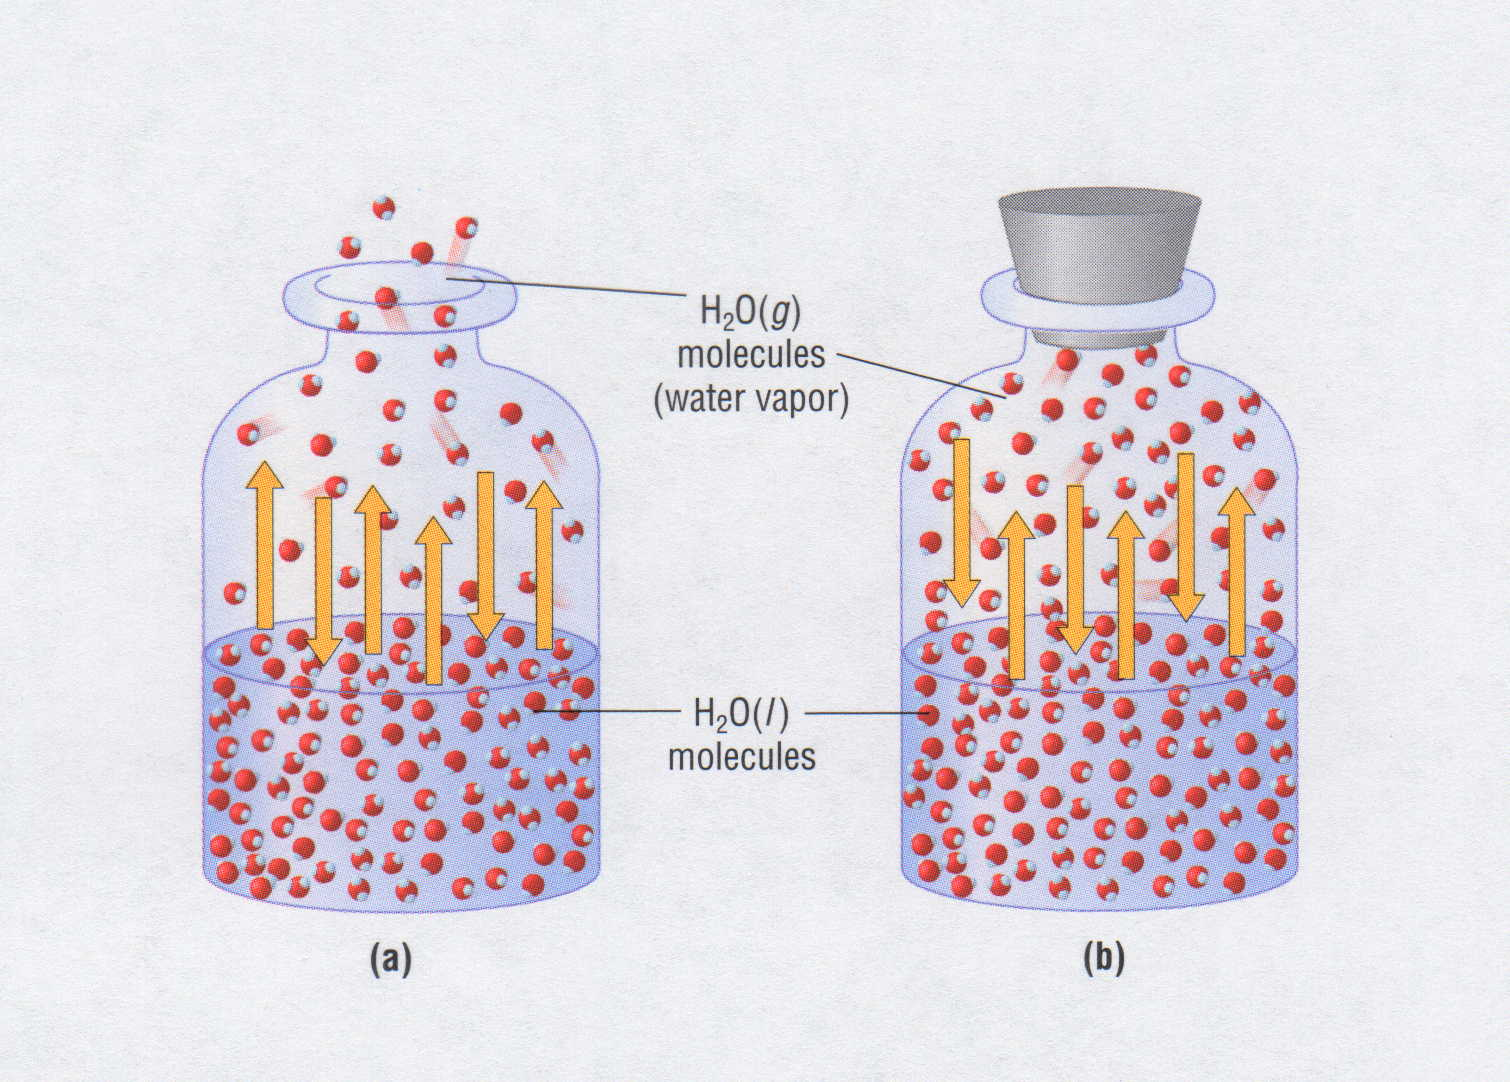 H₂O(g)
molecules
(water vapor)
H₂O(l)
molecules
(a)
(b)